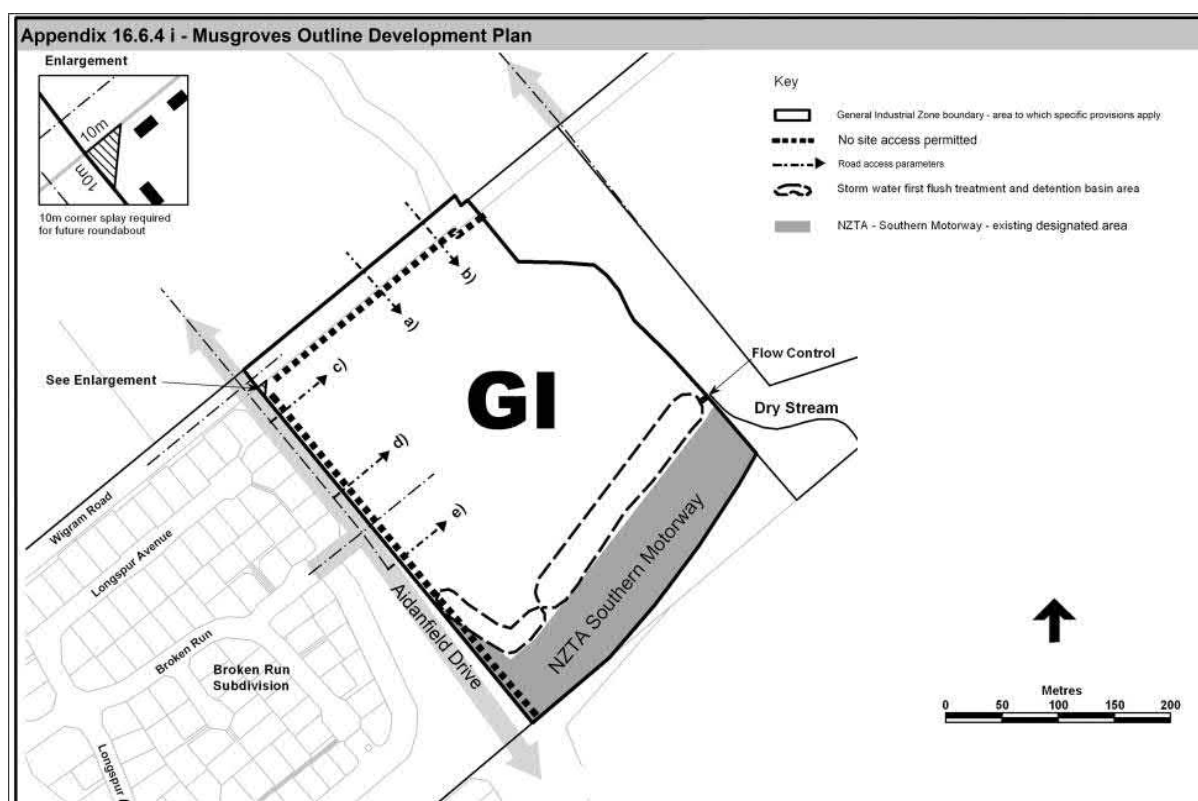 Appendix 16.6.4 i - Musgroves Outline Development Plan
Enlargement
10m
10m
10m corner splay required
for future roundabout
Key
General Industrial Zone boundary - area to which specific provisions apply
No site access permitted
Road access parameters
Storm water first flush treatment and detention basin area
NZTA - Southern Motorway - existing designated area
b)
a)
See Enlargement
c)
GI
Flow Control
Dry Stream
d)
e)
Wigram Road
Longspur Avenue
Aidanfield Drive
NZTA Southern Motorway
Broken Run
Broken Run
Subdivision
Longspur
Metres
0 50 100 150 200